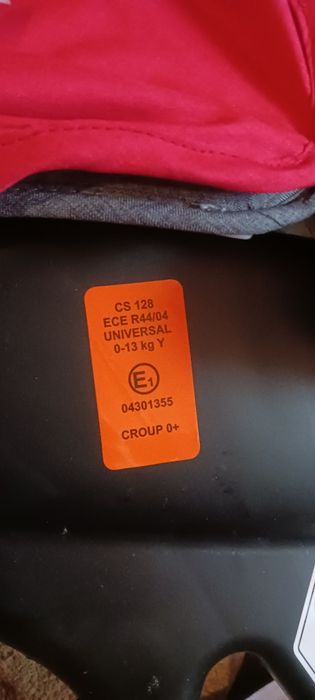 CS 128
ECE R44/04
UNIVERSAL
0-13 kg Y
E1
04301355
CROUP 0+